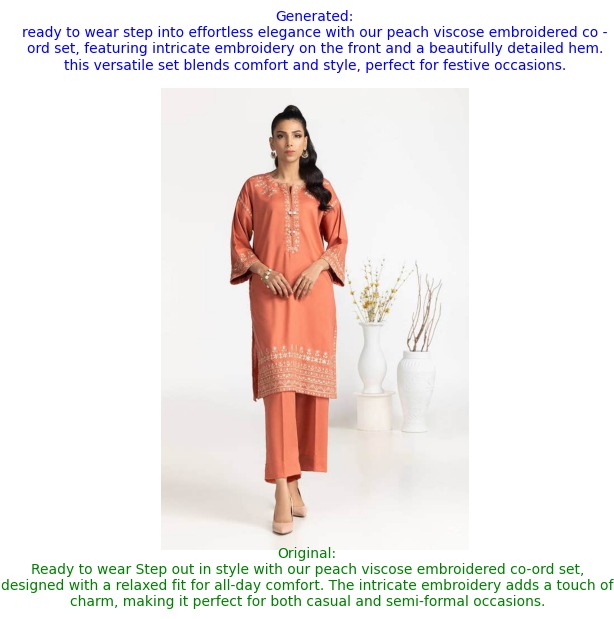 Generated:
ready to wear step into effortless elegance with our peach viscose embroidered co -
ord set, featuring intricate embroidery on the front and a beautifully detailed hem.
this versatile set blends comfort and style, perfect for festive occasions.
Original:
Ready to wear Step out in style with our peach viscose embroidered co-ord set,
designed with a relaxed fit for all-day comfort. The intricate embroidery adds a touch of
charm, making it perfect for both casual and semi-formal occasions.